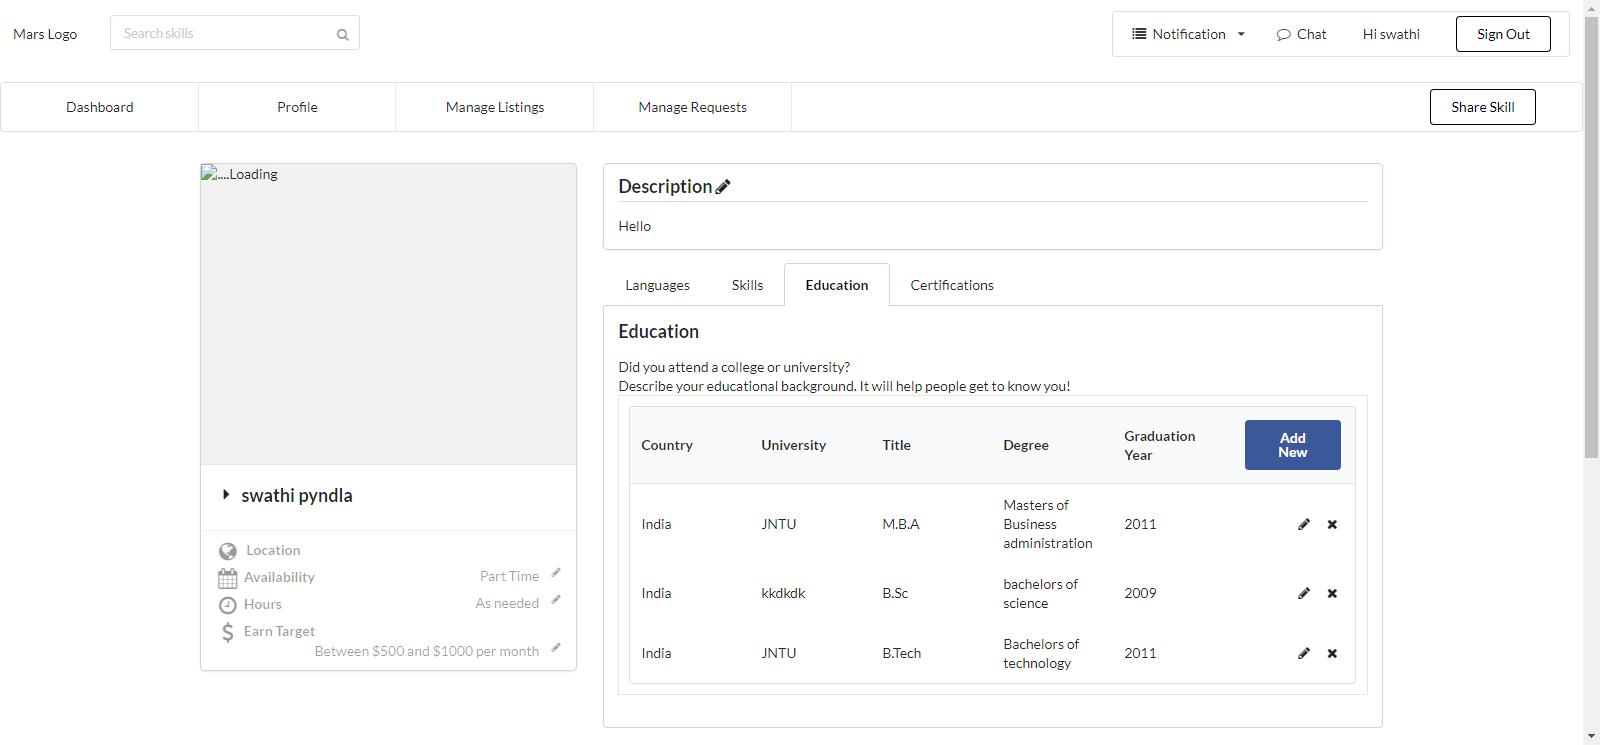 Mars Logo
Search skills
Notification
Chat
Hi swathi
Sign Out
Dashboard
Profile
Manage Listings
Manage Requests
Share Skill
....Loading
swathi pyndla
Location
Availability
Part Time
Hours
As needed
Earn Target
Between $500 and $1000 per month
Description
Hello
Languages
Skills
Education
Certifications
Education
Did you attend a college or university?
Describe your educational background. It will help people get to know you!
Country
University
Title
Degree
Graduation
Year
Add
New
India
JNTU
M.B.A
Masters of
Business
administration
2011
India
kkdkdk
B.Sc
bachelors of
science
2009
India
JNTU
B.Tech
Bachelors of
technology
2011